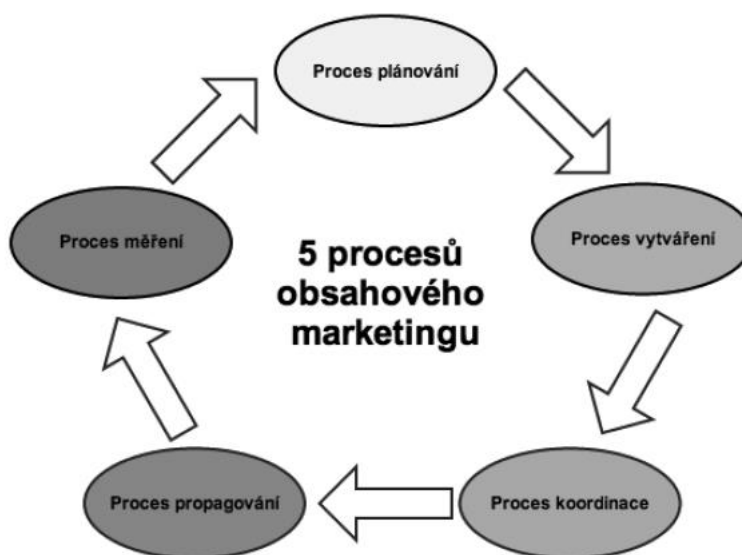 Proces plánování
Proces vytváření
Proces koordinace
Proces propagování
Proces měření
5 procesů
obsahového
marketingu